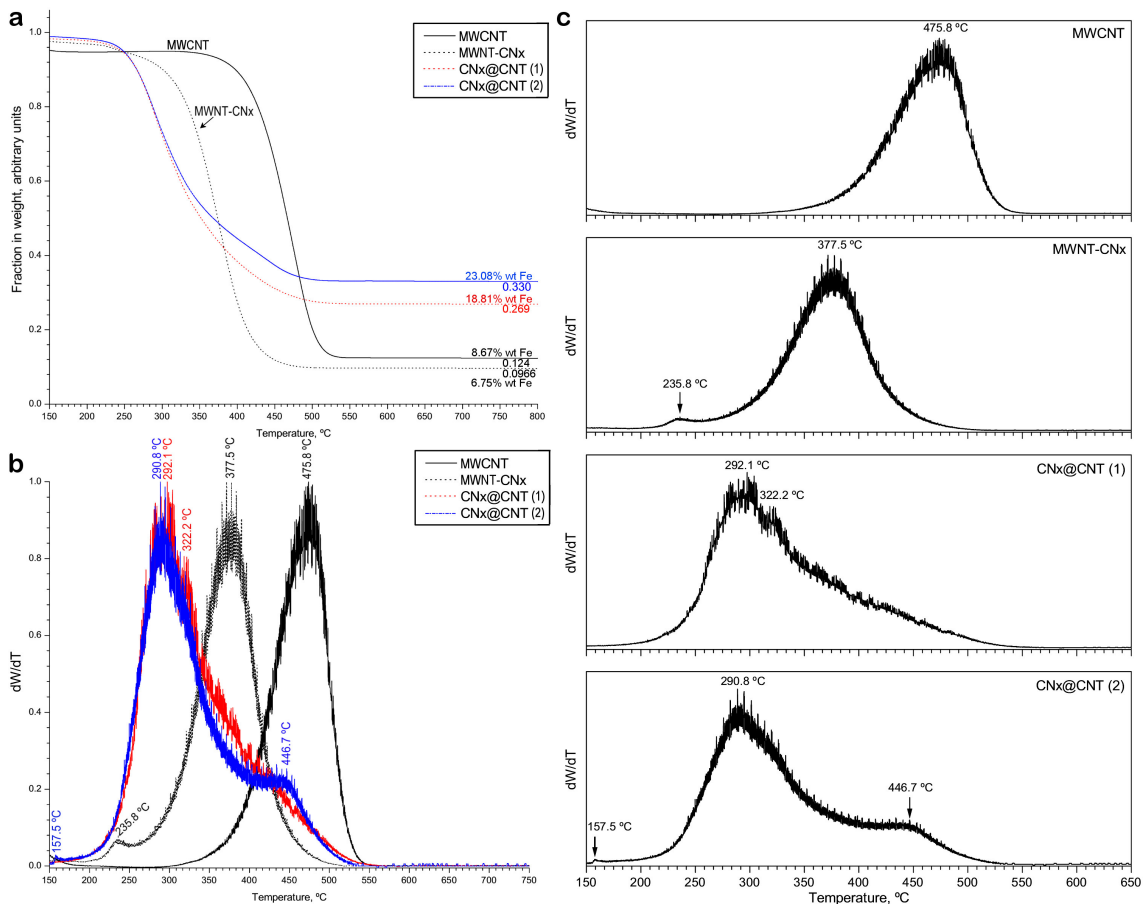 a
Fraction in weight, arbitrary units
1.0
0.8
0.6
0.4
0.2
0.0
MWCNT
MWNT-CNx
MWCNT
MWNT-CNx
CNx@CNT (1)
CNx@CNT (2)
23.08% wt Fe
0.330
18.81% wt Fe
0.269
8.67% wt Fe
0.124
0.0966
6.75% wt Fe
150 200 250 300 350 400 450 500 550 600 650 700 750 800
Temperature, ºC
b
dW/dT
1.0
0.8
0.6
0.4
0.2
0.0
290.8 ºC
292.1 ºC
322.2 ºC
377.5 ºC
475.8 ºC
446.7 ºC
235.8 ºC
157.5 ºC
MWCNT
MWNT-CNx
CNx@CNT (1)
CNx@CNT (2)
150 200 250 300 350 400 450 500 550 600 650 700 750
Temperature, ºC
c
475.8 ºC
MWCNT
dW/dT
377.5 ºC
MWNT-CNx
235.8 ºC
dW/dT
292.1 ºC
CNx@CNT (1)
322.2 ºC
dW/dT
290.8 ºC
CNx@CNT (2)
446.7 ºC
157.5 ºC
dW/dT
150 200 250 300 350 400 450 500 550 600 650
Temperature, ºC